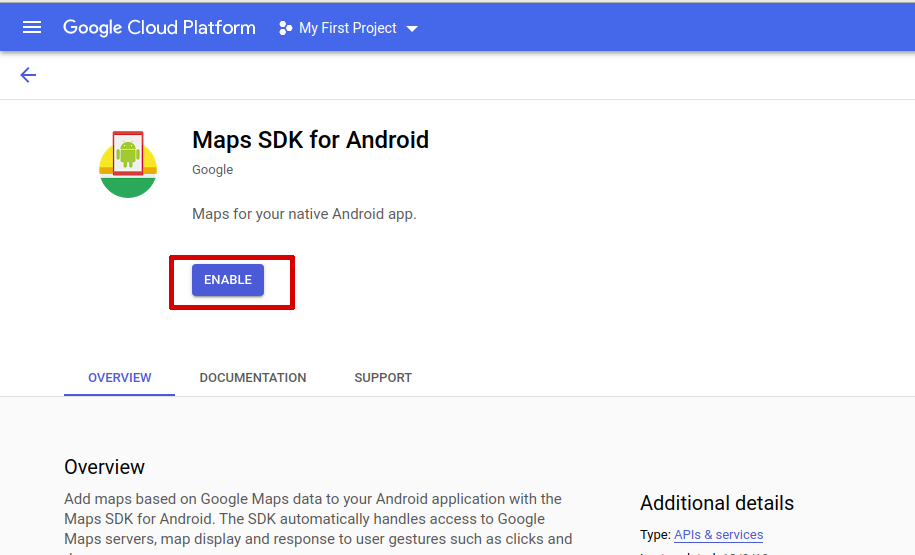 Google Cloud Platform
My First Project
Maps SDK for Android
Google
Maps for your native Android app.
ENABLE
OVERVIEW
DOCUMENTATION
SUPPORT
Overview
Add maps based on Google Maps data to your Android application with the
Maps SDK for Android. The SDK automatically handles access to Google
Maps servers, map display and response to user gestures such as clicks and
Additional details
Type: APIs & services